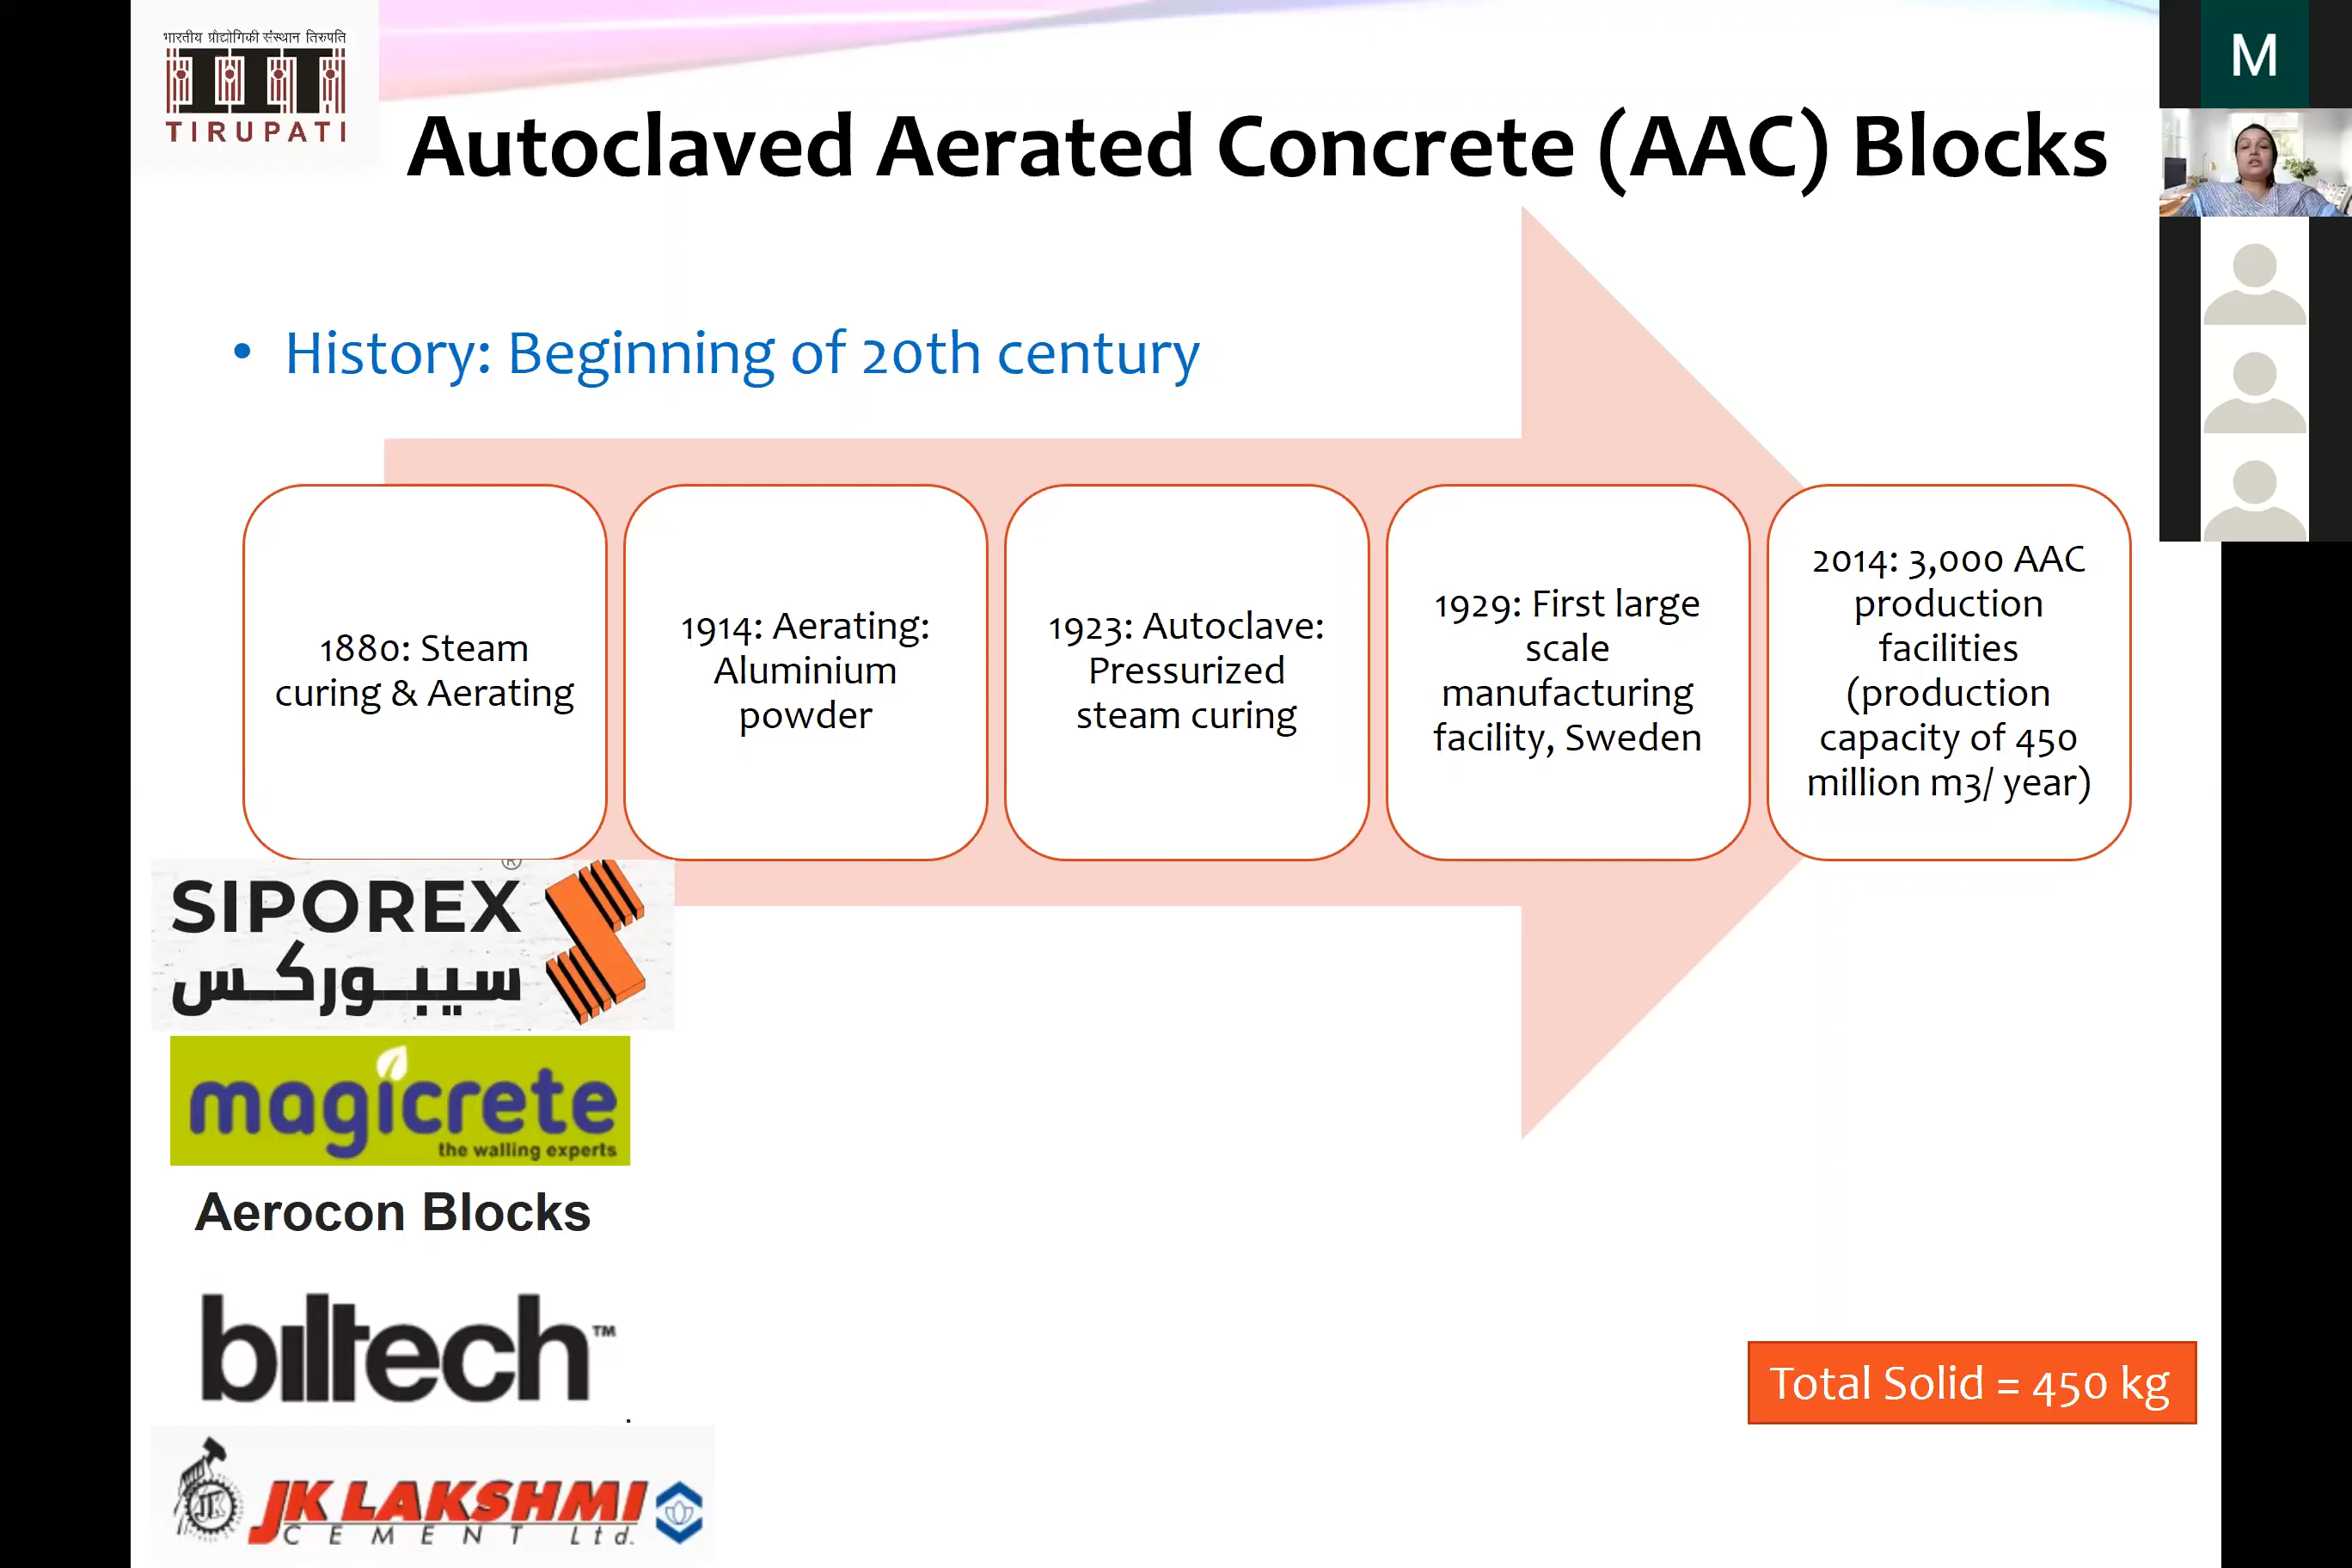 भारतीय प्रौद्योगिकी संस्थान तिरुपति
TIRUPATI
M
Autoclaved Aerated Concrete (AAC) Blocks
• History: Beginning of 20th century
1880: Steam
curing & Aerating
1914: Aerating:
Aluminium
powder
1923: Autoclave:
Pressurized
steam curing
1929: First large
scale
manufacturing
facility, Sweden
2014: 3,000 AAC
production
facilities
(production
capacity of 450
million m3/ year)
SIPOREX®
سيبوركس
magicrete
the walling experts
Aerocon Blocks
biltech™
JK LAKSHMI
CEMENT Ltd.
Total Solid = 450 kg